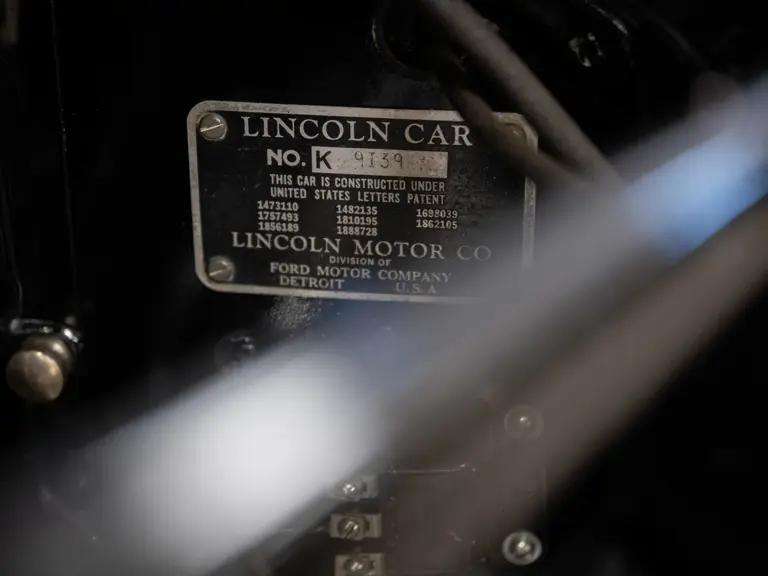 LINCOLN CAR
NO. K 9139
THIS CAR IS CONSTRUCTED UNDER
UNITED STATES LETTERS PATENT
1473110 1482135 1698039
1757493 1810195 1862105
1856189 1888728
LINCOLN MOTOR CO
DIVISION OF
FORD MOTOR COMPANY
DETROIT U.S.A